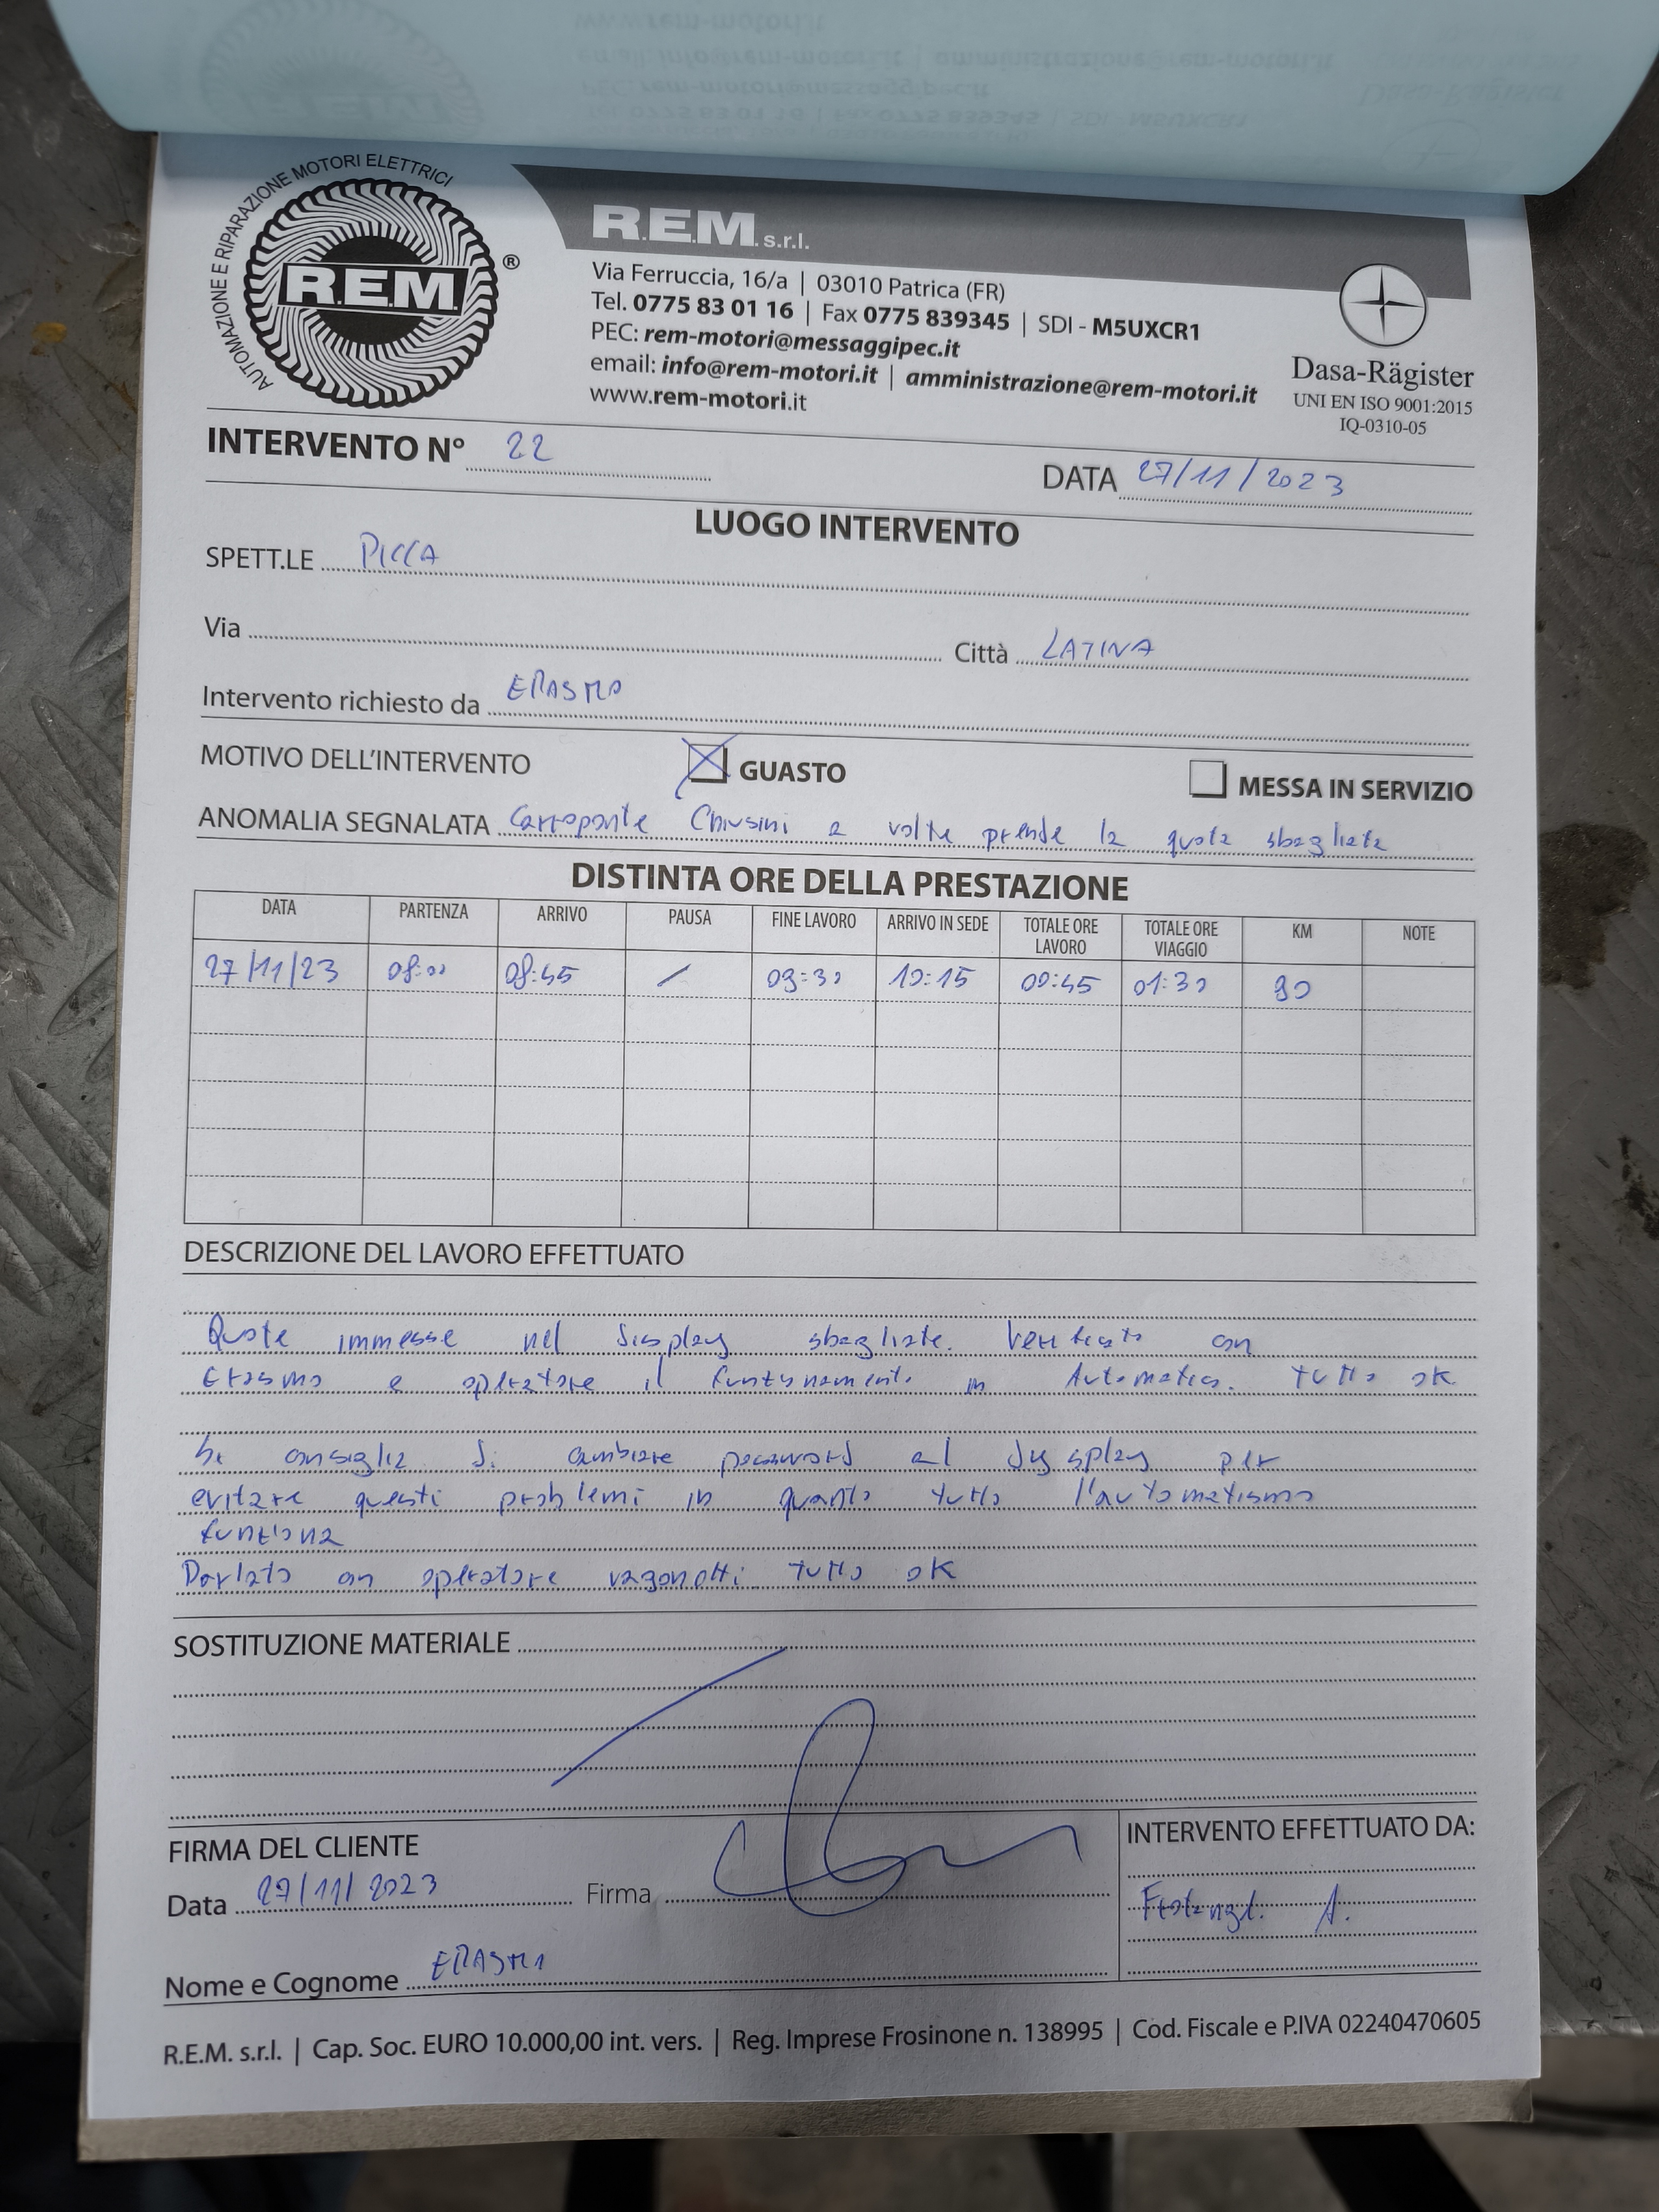 AUTOMAZIONE E RIPARAZIONE MOTORI ELETTRICI
R.E.M. ®
R.E.M. s.r.l.
Via Ferruccia, 16/a | 03010 Patrica (FR)
Tel. 0775 83 01 16 | Fax 0775 839345 | SDI - M5UXCR1
PEC: rem-motori@messaggipec.it
email: info@rem-motori.it | amministrazione@rem-motori.it
www.rem-motori.it
Dasa-Rägister
UNI EN ISO 9001:2015
IQ-0310-05
INTERVENTO N° 22
DATA 27/11/2023
LUOGO INTERVENTO
SPETT.LE PICCA
Via Città LATINA
Intervento richiesto da ERASMO
MOTIVO DELL'INTERVENTO GUASTO MESSA IN SERVIZIO
ANOMALIA SEGNALATA Carroponte Chiusini a volte prende la quota sbagliata
DISTINTA ORE DELLA PRESTAZIONE
DATA PARTENZA ARRIVO PAUSA FINE LAVORO ARRIVO IN SEDE TOTALE ORE LAVORO TOTALE ORE VIAGGIO KM NOTE
27/11/23 08:00 08:45 / 09:30 10:15 00:45 01:30 90
DESCRIZIONE DEL LAVORO EFFETTUATO
Quote immesse nel display sbagliate. Verificato con
Erasmo e operatore il funzionamento in Automatico. tutto ok
Si consiglia di cambiare password al dysplay per
evitare questi problemi in quanto tutto l'automatismo
funziona
Parlato con operatore vagonotti tutto ok
SOSTITUZIONE MATERIALE
FIRMA DEL CLIENTE
Data 27/11/2023 Firma
INTERVENTO EFFETTUATO DA:
A.
Nome e Cognome ERASMO
R.E.M. s.r.l. | Cap. Soc. EURO 10.000,00 int. vers. | Reg. Imprese Frosinone n. 138995 | Cod. Fiscale e P.IVA 02240470605